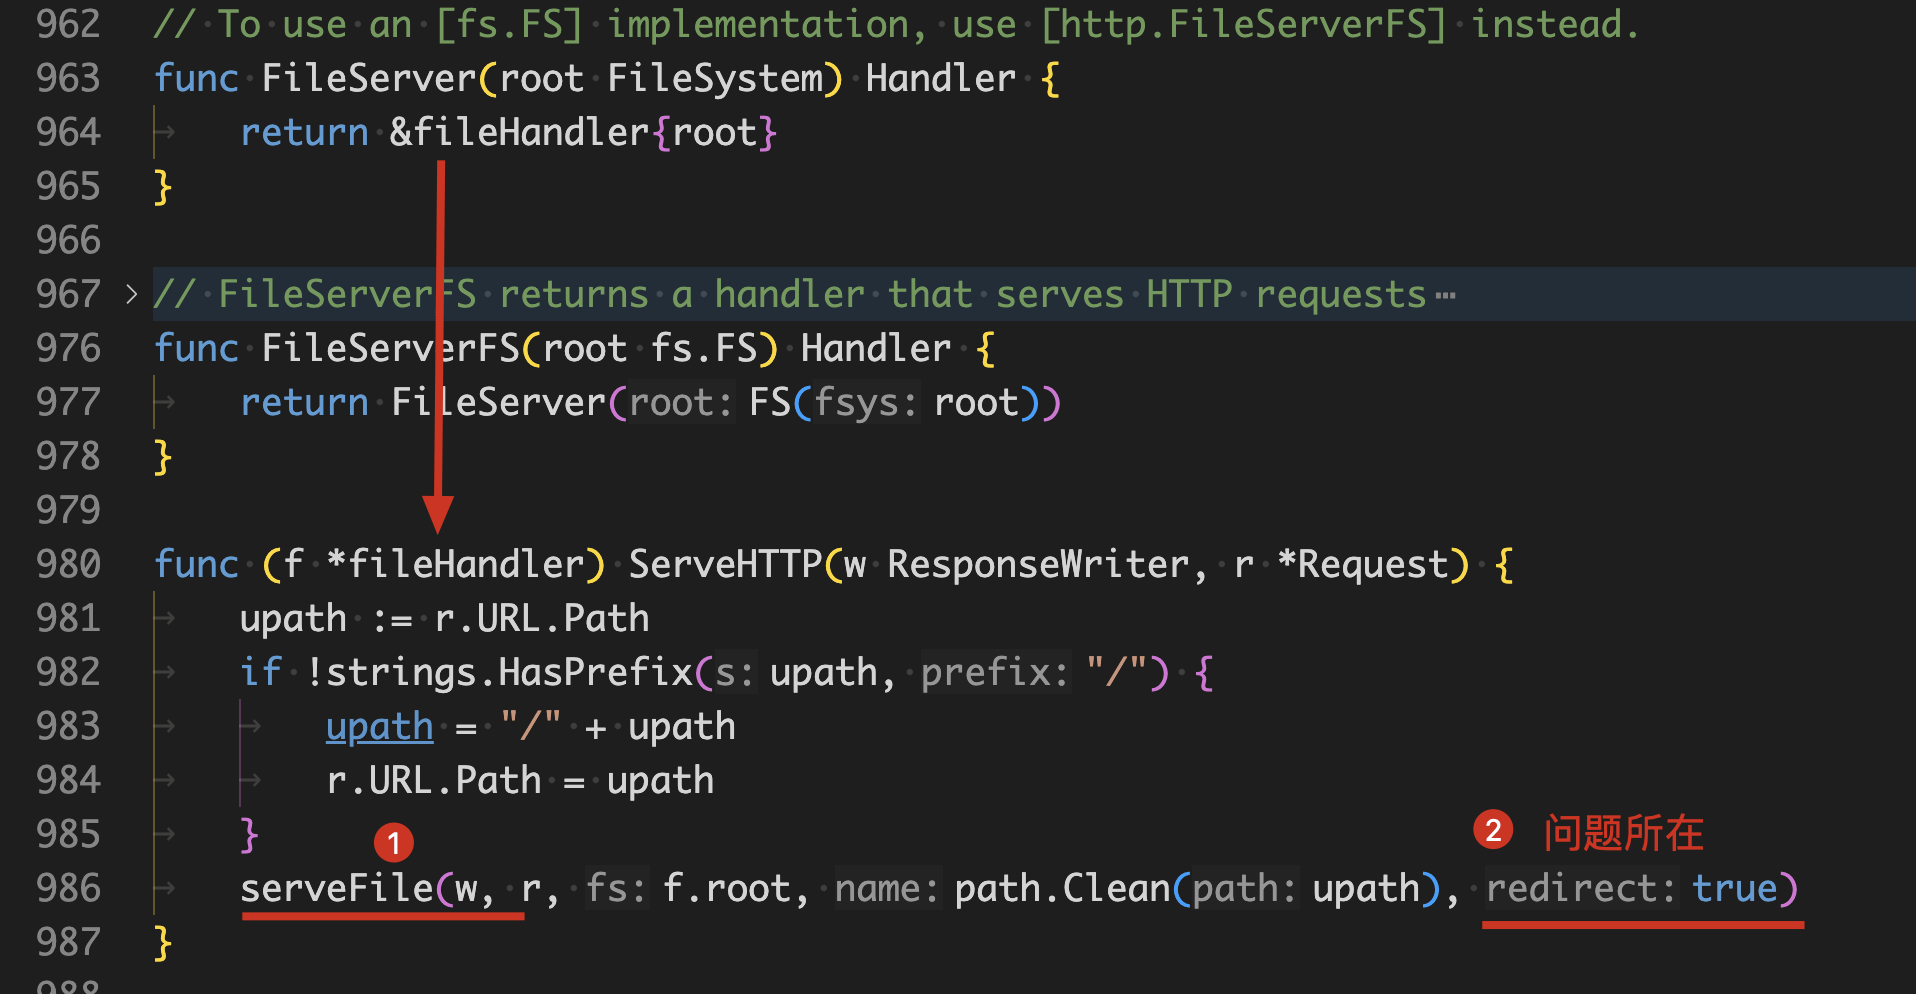 962 // To use an [fs.FS] implementation, use [http.FileServerFS] instead.
963 func FileServer(root FileSystem) Handler {
964 return &fileHandler{root}
965 }
966
967 // FileServerFS returns a handler that serves HTTP requests…
976 func FileServerFS(root fs.FS) Handler {
977 return FileServer(root: FS(fsys: root))
978 }
979
980 func (f *fileHandler) ServeHTTP(w ResponseWriter, r *Request) {
981 upath := r.URL.Path
982 if !strings.HasPrefix(s: upath, prefix: "/") {
983 upath = "/" + upath
984 r.URL.Path = upath
985 }
1
2 问题所在
986 serveFile(w, r, fs: f.root, name: path.Clean(path: upath), redirect: true)
987 }
988